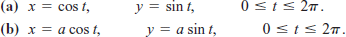 (a) x = cos t, y = sin t, 0 ≤ t ≤ 2π.
(b) x = a cos t, y = a sin t, 0 ≤ t ≤ 2π.